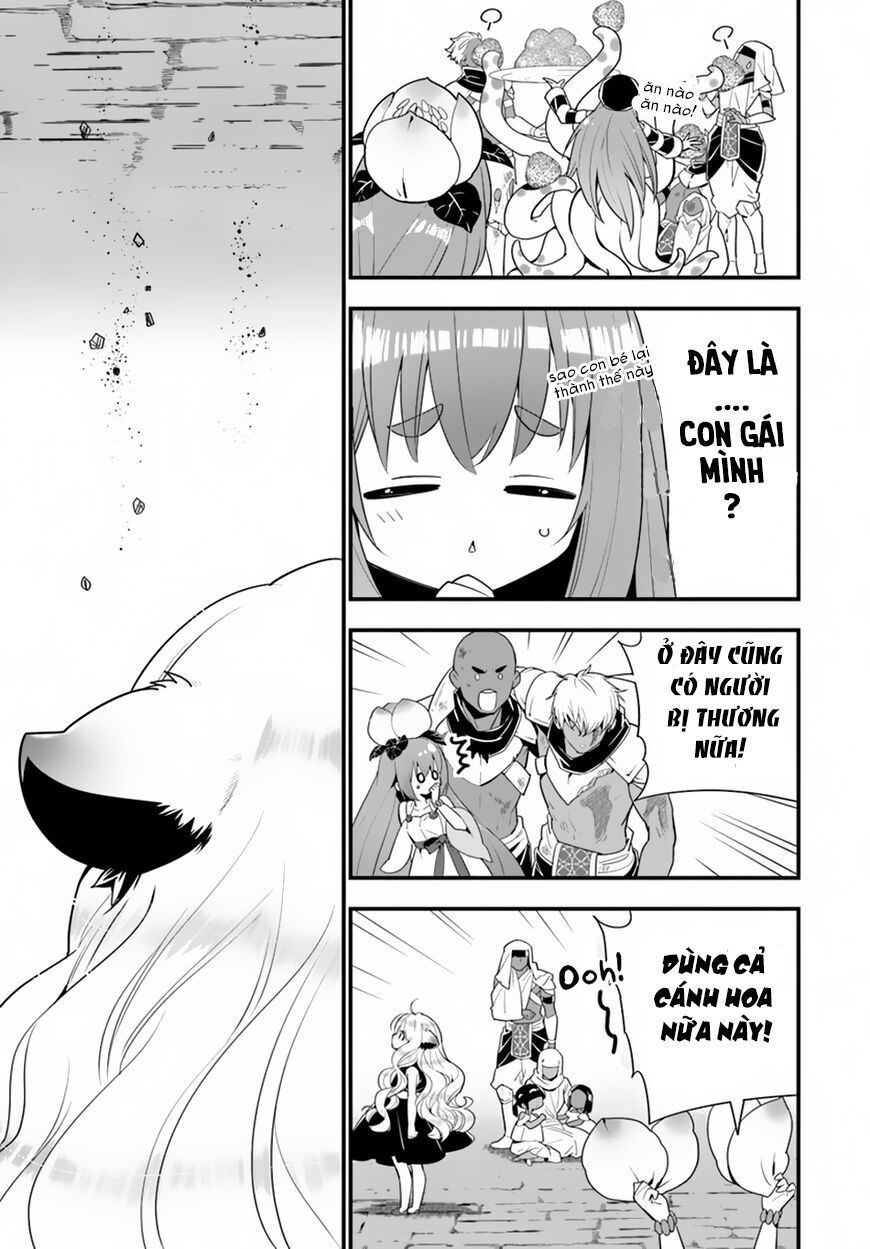 ăn nào
ăn nào!
ĐÂY LÀ
....
CON GÁI
MÌNH
?
sao con bé lại
thành thế này
Ở ĐÂY CŨNG
CÓ NGƯỜI
BỊ THƯƠNG
NỮA!
DÙNG CẢ
CÁNH HOA
NỮA NÀY!
Ooh!